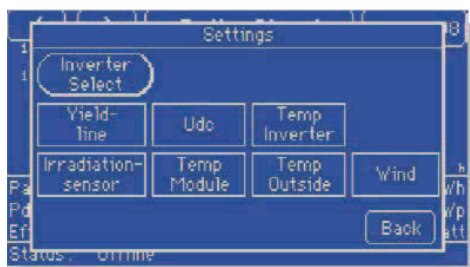 Settings
Inverter
Select
Yield-
line
Udc
Temp
Inverter
Irradiation-
sensor
Temp
Module
Temp
Outside
Wind
Back
Status: Offline